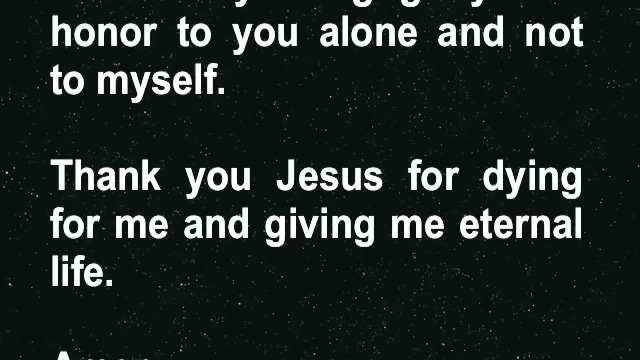 honor to you alone and not
to myself.
Thank you Jesus for dying
for me and giving me eternal
life.